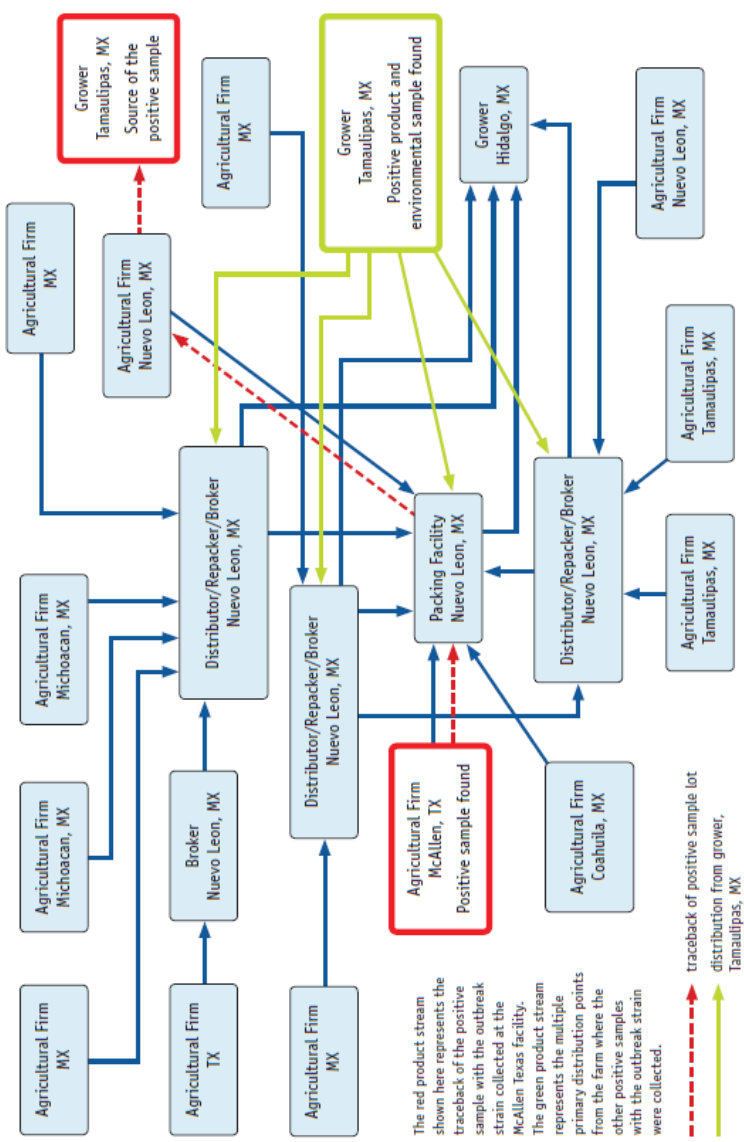 Agricultural Firm
MX
Agricultural Firm
Michoacan, MX
Agricultural Firm
Michoacan, MX
Agricultural Firm
MX
Grower
Tamaulipas, MX
Source of the
positive sample
Agricultural Firm
TX
Broker
Nuevo Leon, MX
Distributor/Repacker/Broker
Nuevo Leon, MX
Agricultural Firm
Nuevo Leon, MX
Agricultural Firm
MX
Agricultural Firm
MX
Distributor/Repacker/Broker
Nuevo Leon, MX
Grower
Tamaulipas, MX
Positive product and
environmental sample found
Agricultural Firm
McAllen, TX
Positive sample found
Packing Facility
Nuevo Leon, MX
Grower
Hidalgo, MX
Agricultural Firm
Coahuila, MX
Distributor/Repacker/Broker
Nuevo Leon, MX
Agricultural Firm
Tamaulipas, MX
Agricultural Firm
Tamaulipas, MX
Agricultural Firm
Nuevo Leon, MX
The red product stream
shown here represents the
traceback of the positive
sample with the outbreak
strain collected at the
McAllen Texas facility.
The green product stream
represents the multiple
primary distribution points
from the farm where the
other positive samples
with the outbreak strain
were collected.
traceback of positive sample lot
distribution from grower,
Tamaulipas, MX